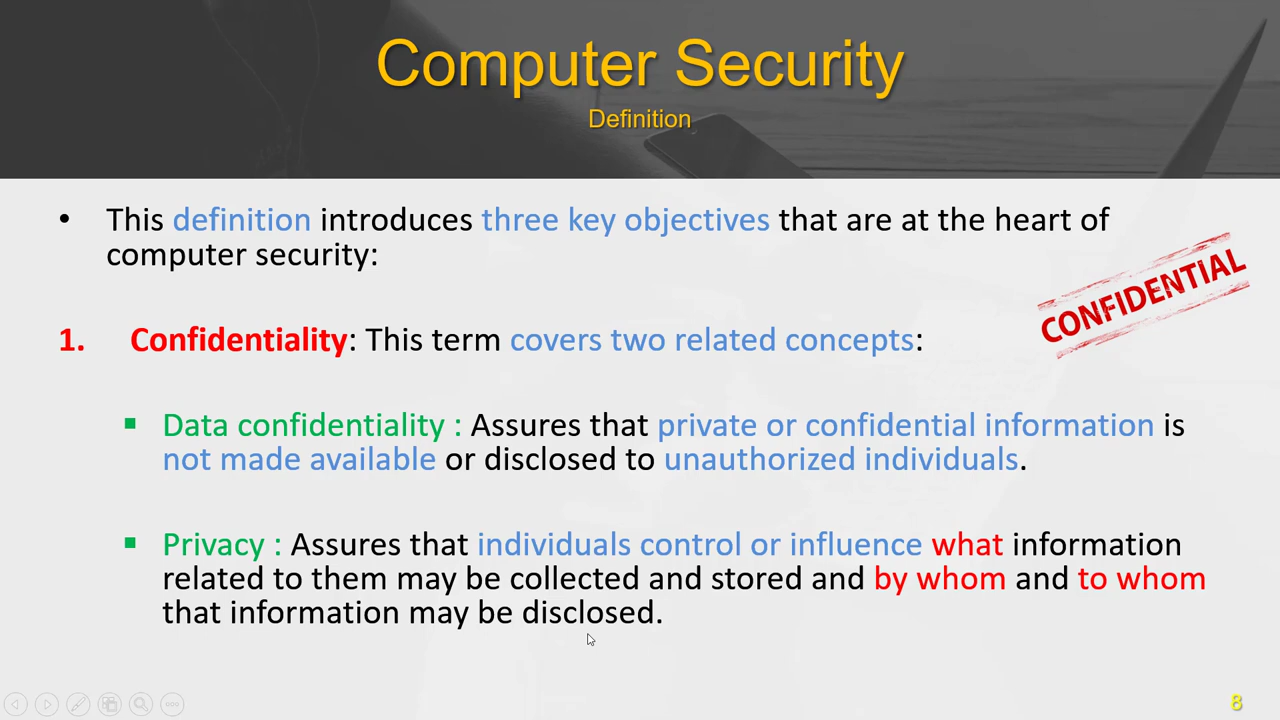 Computer Security
Definition
• This definition introduces three key objectives that are at the heart of
computer security:
CONFIDENTIAL
1. Confidentiality: This term covers two related concepts:
▪ Data confidentiality : Assures that private or confidential information is
not made available or disclosed to unauthorized individuals.
▪ Privacy : Assures that individuals control or influence what information
related to them may be collected and stored and by whom and to whom
that information may be disclosed.
8